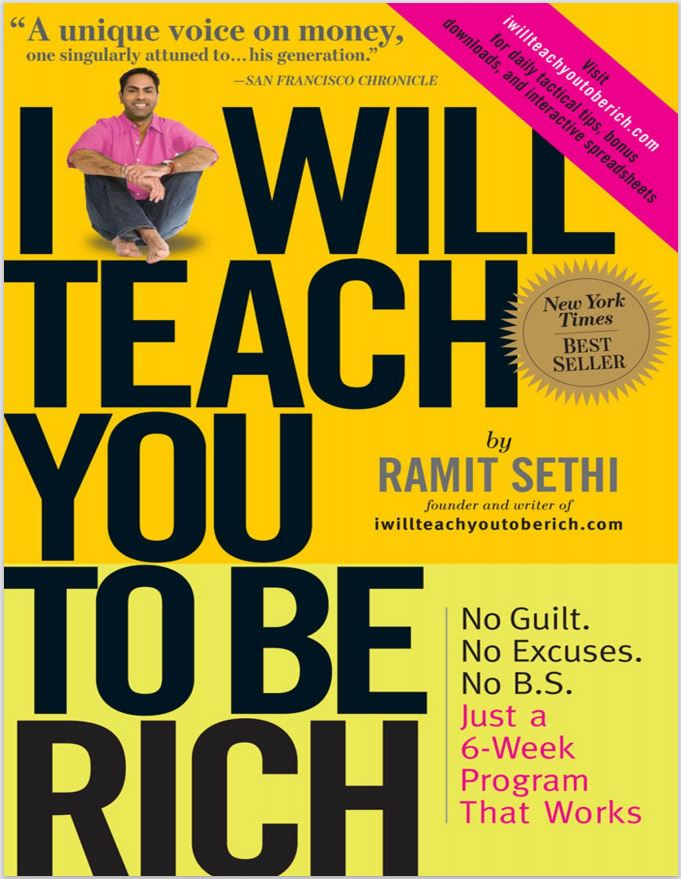 “A unique voice on money,
one singularly attuned to... his generation.”
—SAN FRANCISCO CHRONICLE
Visit
iwillteachyoutoberich.com
for daily tactical tips, bonus
downloads, and interactive spreadsheets
I WILL
TEACH
YOU
TO BE
RICH
New York
Times
BEST
SELLER
by
RAMIT SETHI
founder and writer of
iwillteachyoutoberich.com
No Guilt.
No Excuses.
No B.S.
Just a
6-Week
Program
That Works